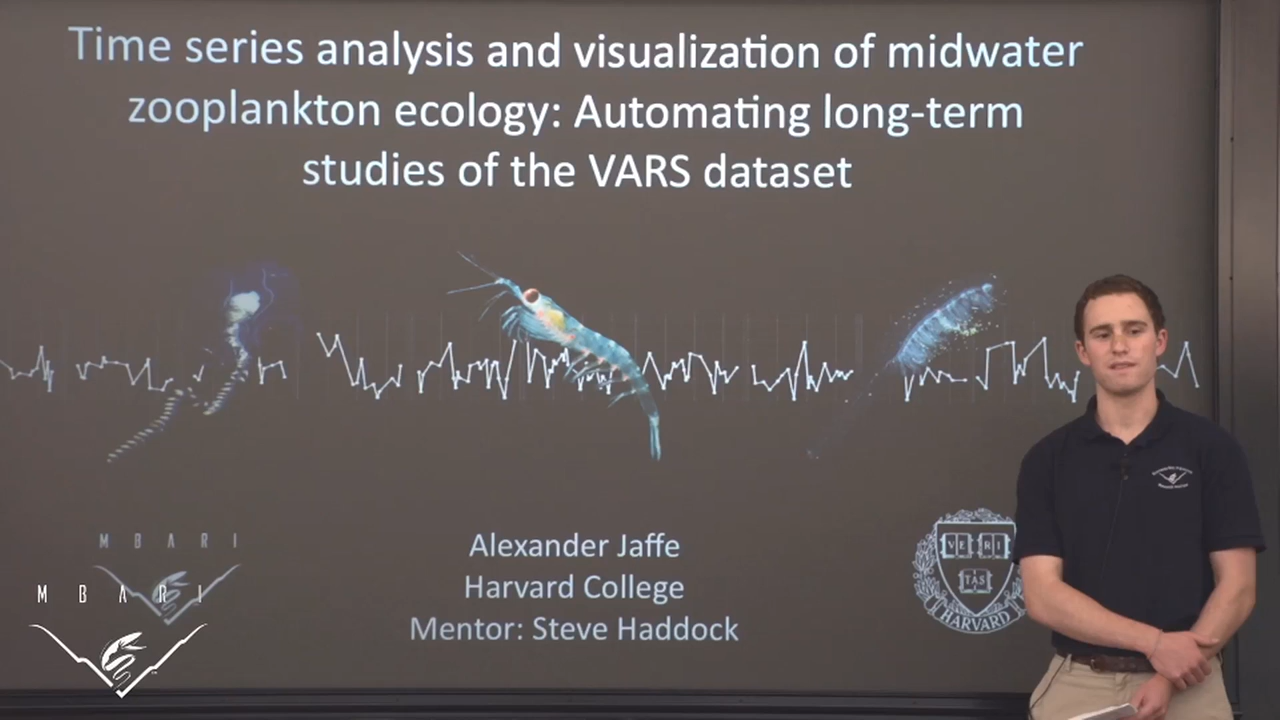 Time series analysis and visualization of midwater
zooplankton ecology: Automating long-term
studies of the VARS dataset
MBARI
MBARI
Alexander Jaffe
Harvard College
Mentor: Steve Haddock
VE RI
TAS
HARVARD